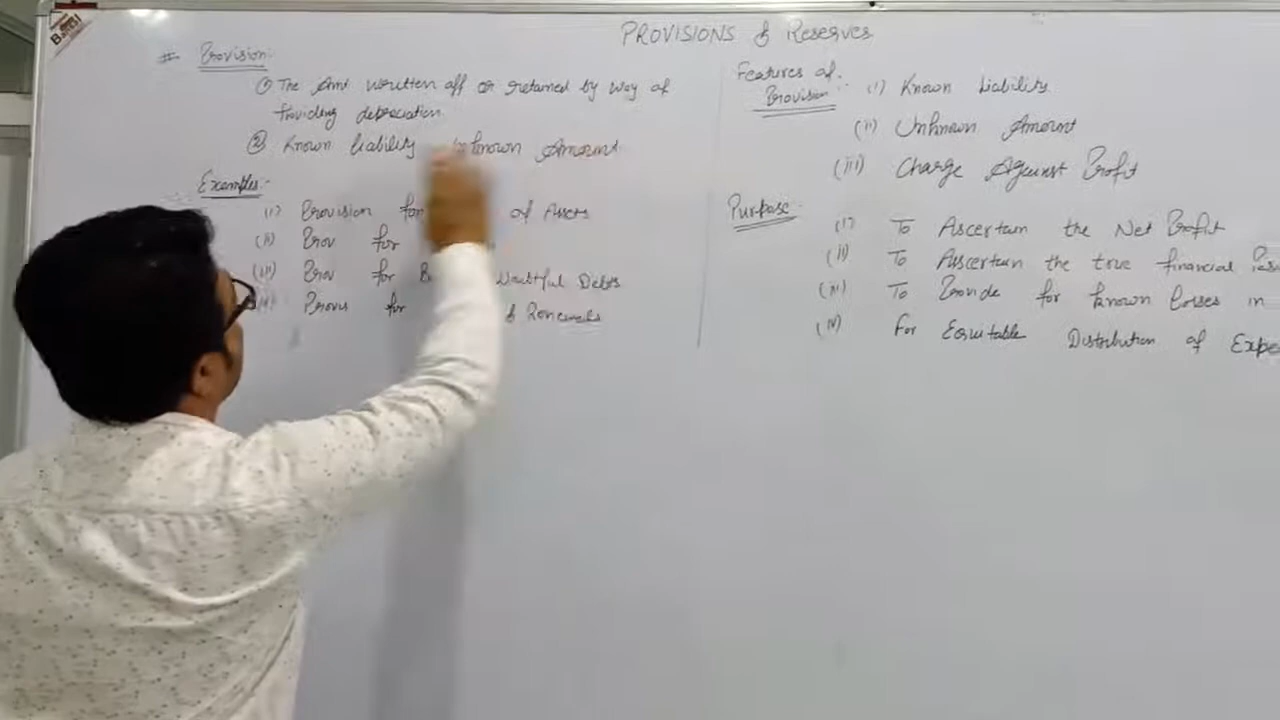 PROVISIONS & Reserves
# Provision:
① The Amt written off or retained by way of
Providing depreciation.
② Known liability Unknown Amount
Examples:-
(i) Provision for of Assets
(ii) Prov for
(iii) Prov for Doubtful Debts
(iv) Provis for & Renewals
Features of
Provision:- (i) Known Liability
(ii) Unknown Amount
(iii) Charge Against Profit
Purpose:-
(i) To Ascertain the Net Profit
(ii) To Ascertain the true financial
(iii) To Provide for known losses in
(iv) For Equitable Distribution of Expe